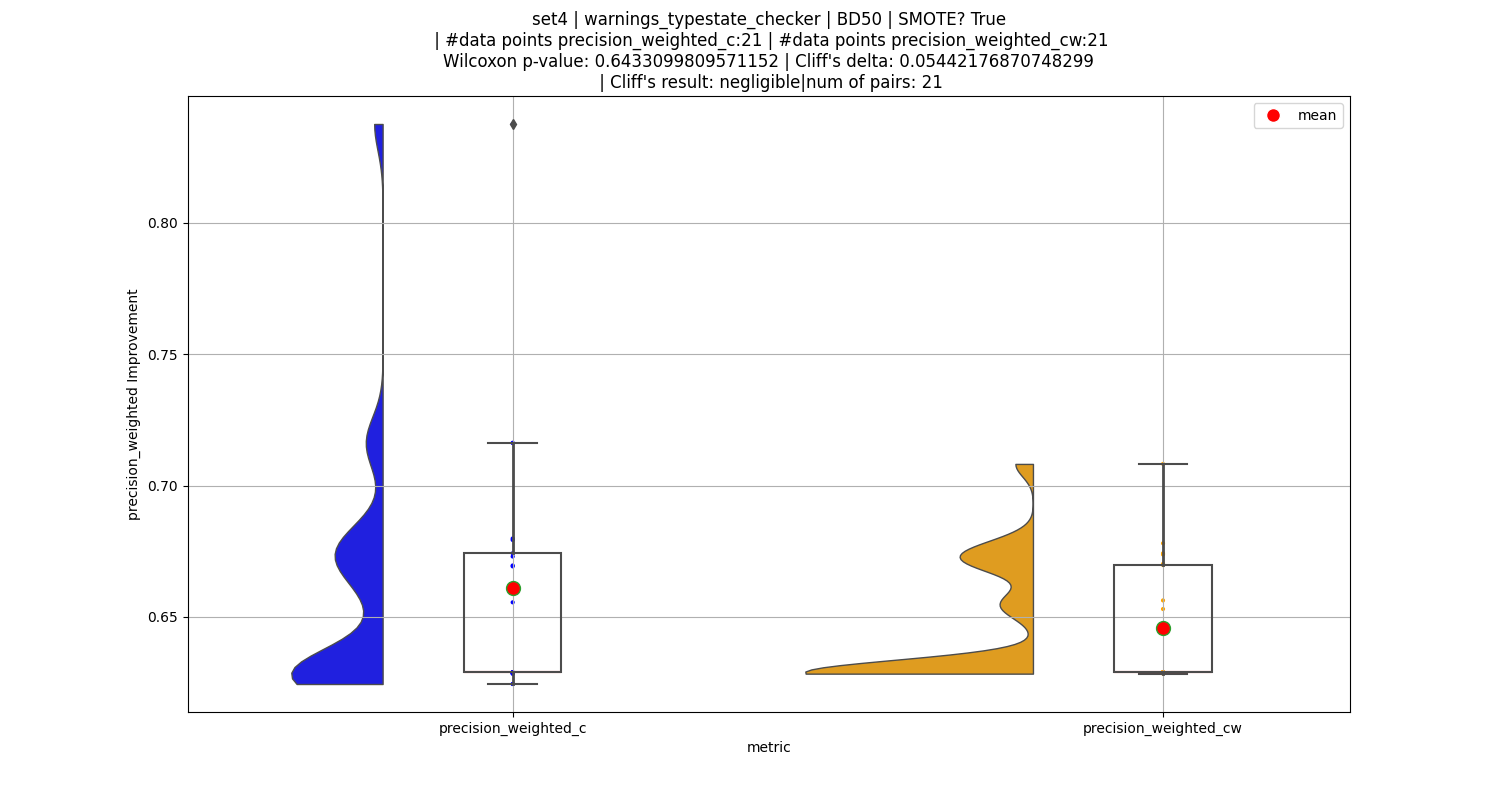 set4 | warnings_typestate_checker | BD50 | SMOTE? True
| #data points precision_weighted_c:21 | #data points precision_weighted_cw:21
Wilcoxon p-value: 0.6433099809571152 | Cliff's delta: 0.05442176870748299
| Cliff's result: negligible|num of pairs: 21
mean
0.80
0.75
0.70
0.65
precision_weighted Improvement
precision_weighted_c
precision_weighted_cw
metric